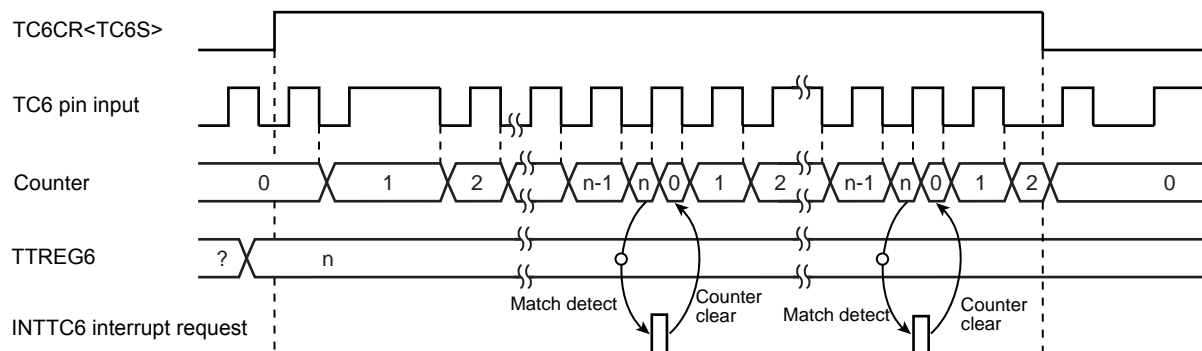 TC6CR<TC6S>
TC6 pin input
Counter 0 1 2 n-1 n 0 1 2 n-1 n 0 1 2 0
TTREG6 ? n
Match detect Counter clear Match detect Counter clear
INTTC6 interrupt request